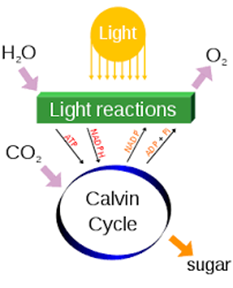 Light
H₂O
O₂
Light reactions
ATP
NADPH
NADP
ADP + Pi
CO₂
Calvin
Cycle
sugar